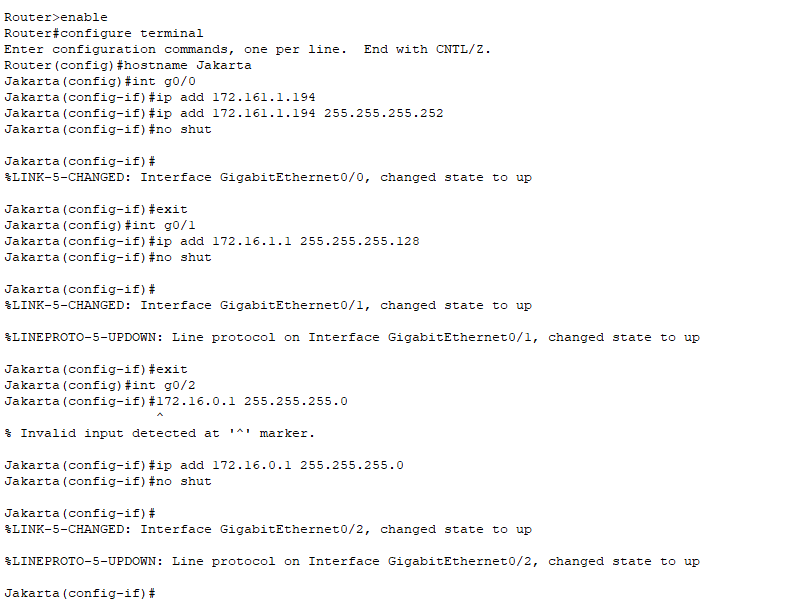 Router>enable
Router#configure terminal
Enter configuration commands, one per line.  End with CNTL/Z.
Router(config)#hostname Jakarta
Jakarta(config)#int g0/0
Jakarta(config-if)#ip add 172.161.1.194
Jakarta(config-if)#ip add 172.161.1.194 255.255.255.252
Jakarta(config-if)#no shut
Jakarta(config-if)#
%LINK-5-CHANGED: Interface GigabitEthernet0/0, changed state to up
Jakarta(config-if)#exit
Jakarta(config)#int g0/1
Jakarta(config-if)#ip add 172.16.1.1 255.255.255.128
Jakarta(config-if)#no shut
Jakarta(config-if)#
%LINK-5-CHANGED: Interface GigabitEthernet0/1, changed state to up
%LINEPROTO-5-UPDOWN: Line protocol on Interface GigabitEthernet0/1, changed state to up
Jakarta(config-if)#exit
Jakarta(config)#int g0/2
Jakarta(config-if)#172.16.0.1 255.255.255.0
^
% Invalid input detected at '^' marker.
Jakarta(config-if)#ip add 172.16.0.1 255.255.255.0
Jakarta(config-if)#no shut
Jakarta(config-if)#
%LINK-5-CHANGED: Interface GigabitEthernet0/2, changed state to up
%LINEPROTO-5-UPDOWN: Line protocol on Interface GigabitEthernet0/2, changed state to up
Jakarta(config-if)#